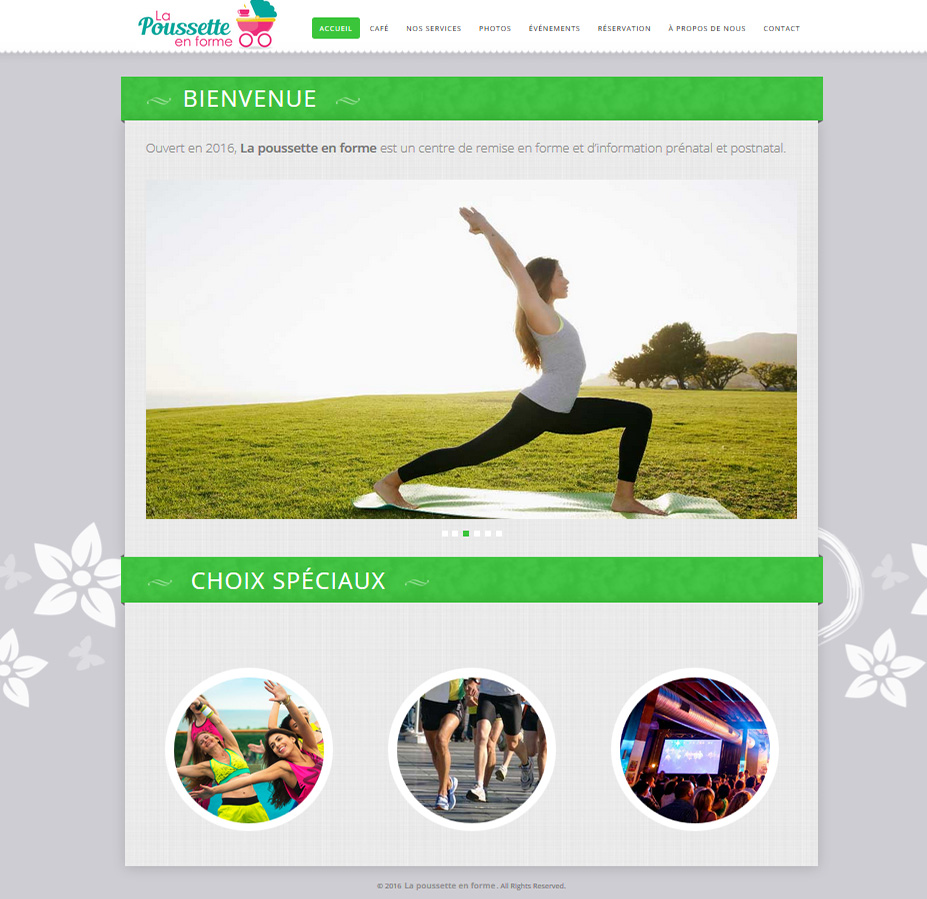 La
Poussette
en forme
ACCUEIL CAFÉ NOS SERVICES PHOTOS ÉVÉNEMENTS RÉSERVATION À PROPOS DE NOUS CONTACT
BIENVENUE
Ouvert en 2016, La poussette en forme est un centre de remise en forme et d'information prénatal et postnatal.
CHOIX SPÉCIAUX
© 2016 La poussette en forme. All Rights Reserved.